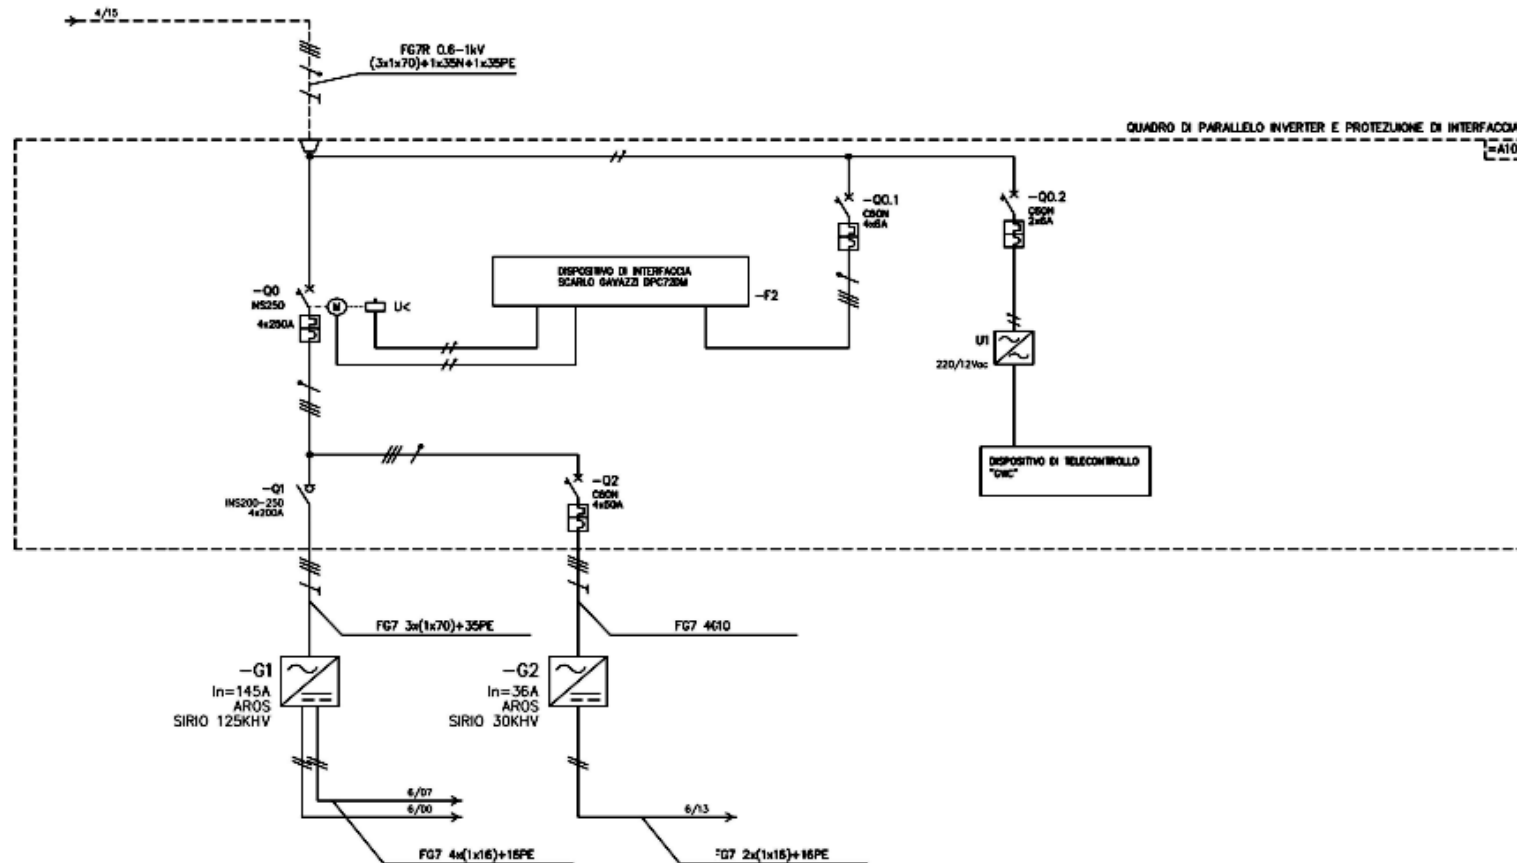 4/15
FG7R 0.6-1kV
(3x1x70)+1x35N+1x35PE
QUADRO DI PARALLELO INVERTER E PROTEZUIONE DI INTERFACCIA
=A10
-Q0.1
C60N
4x6A
-Q0.2
C60N
2x6A
DISPOSITIVO DI INTERFACCIA
SCARLO GAVAZZI DPC72DM
-F2
-Q0
NS250
4x250A
M
U<
U1
220/12Vac
DISPOSITIVO DI TELECONTROLLO
-Q1
INS200-250
4x200A
-Q2
C60N
4x50A
FG7 3x(1x70)+35PE
FG7 4G10
-G1
In=145A
AROS
SIRIO 125KHV
-G2
In=36A
AROS
SIRIO 30KHV
6/07
6/00
6/13
FG7 4x(1x16)+16PE
FG7 2x(1x16)+16PE